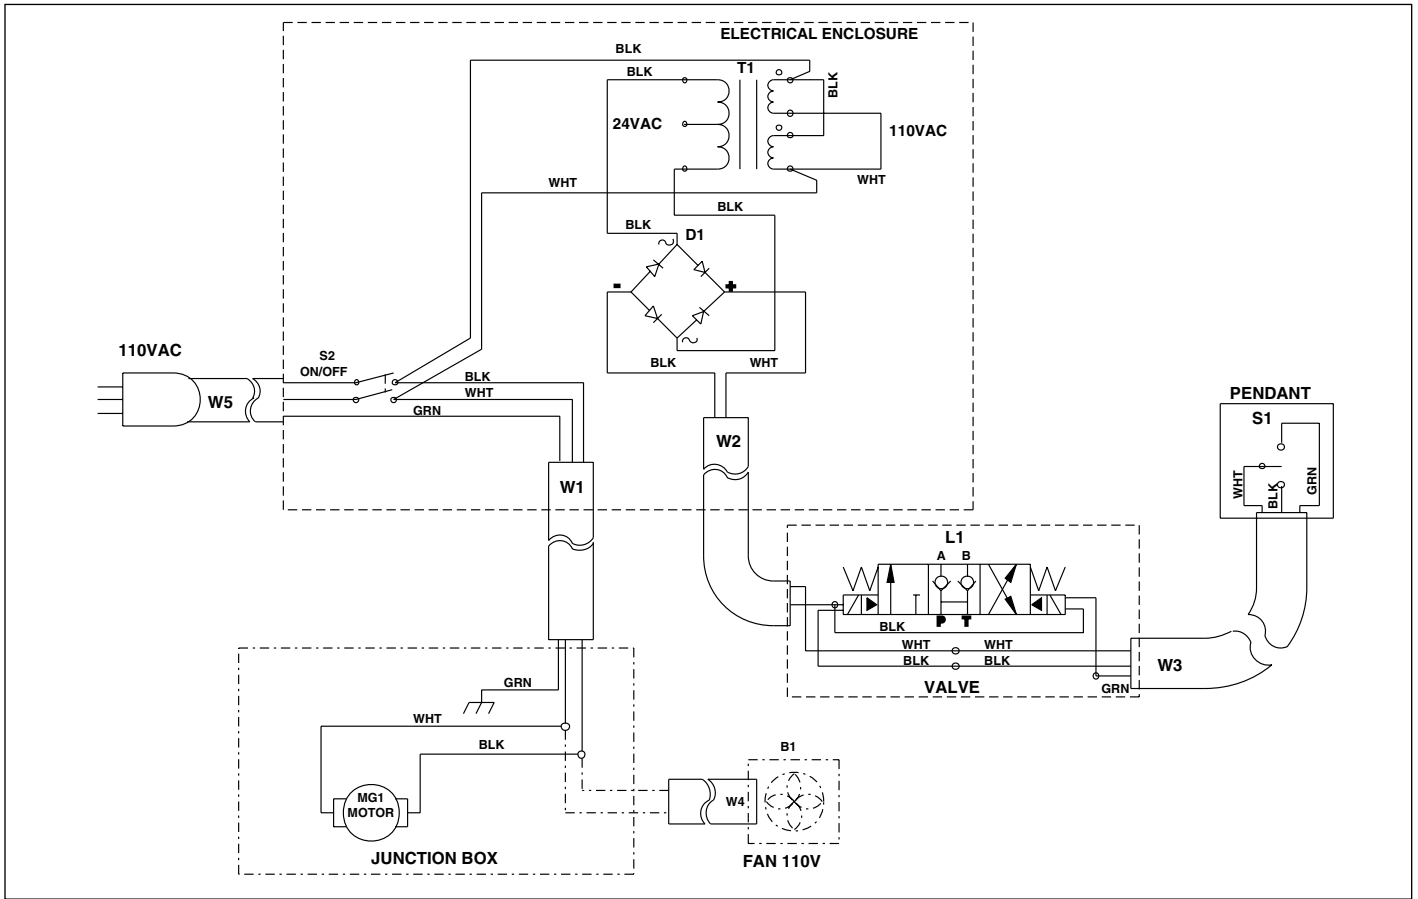 ELECTRICAL ENCLOSURE
BLK
BLK
T1
BLK
24VAC
110VAC
WHT
WHT
BLK
BLK
D1
-
+
BLK
WHT
110VAC
S2
ON/OFF
W5
BLK
WHT
GRN
W1
W2
PENDANT
S1
WHT
BLK
GRN
L1
A B
P T
BLK
WHT WHT
BLK BLK
VALVE
GRN
W3
GRN
WHT
BLK
MG1
MOTOR
JUNCTION BOX
B1
W4
FAN 110V